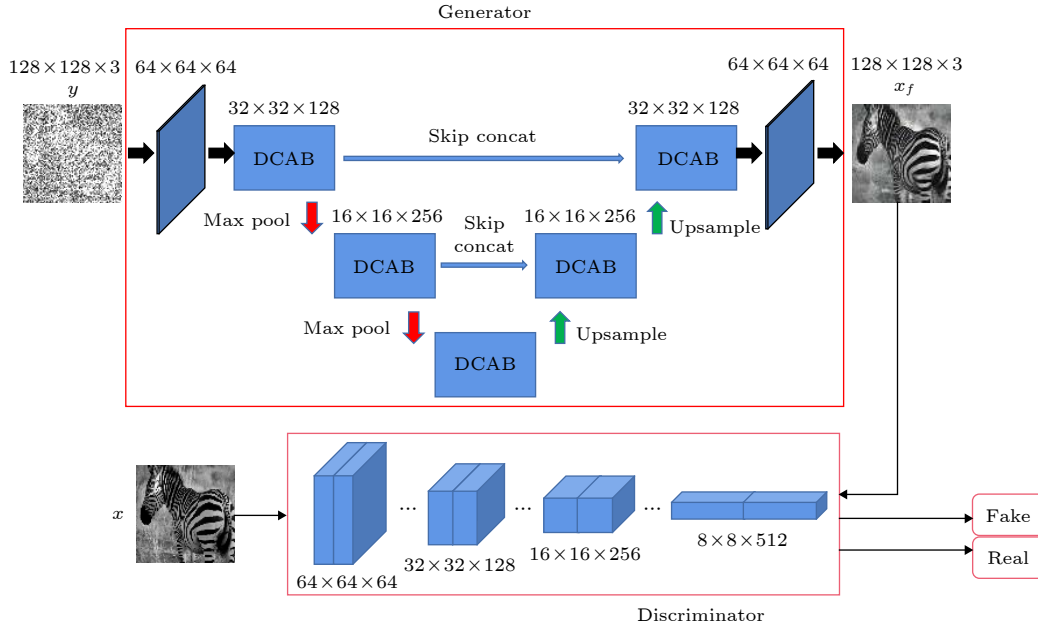 Generator
128×128×3
y
64×64×64
32×32×128
DCAB
Skip concat
32×32×128
DCAB
64×64×64
128×128×3
x_f
Max pool
16×16×256
DCAB
Skip
concat
16×16×256
DCAB
Upsample
Max pool
DCAB
Upsample
x
64×64×64
...
32×32×128
...
16×16×256
...
8×8×512
Fake
Real
Discriminator